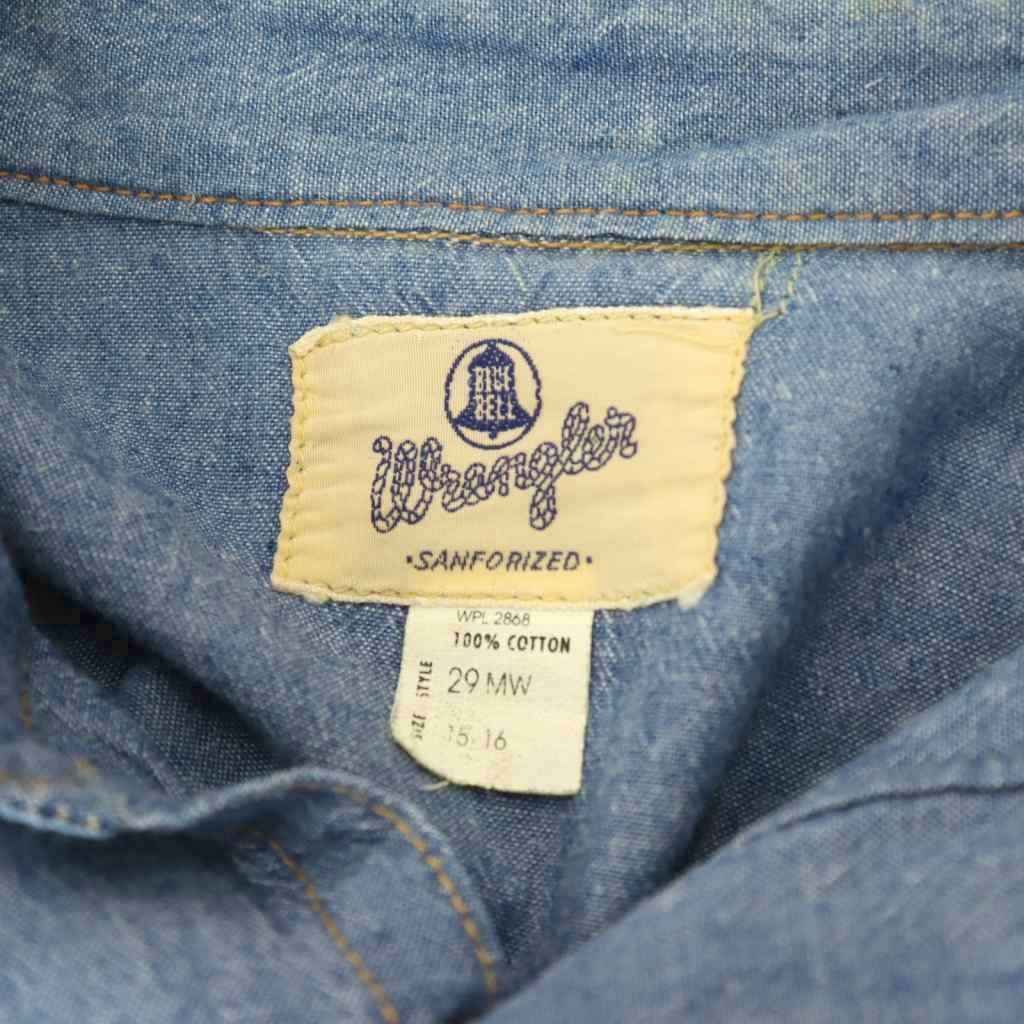 BLUE
BELL
Wrangler
•SANFORIZED•
WPL 2868
100% COTTON
STYLE 29 MW
SIZE 15-16